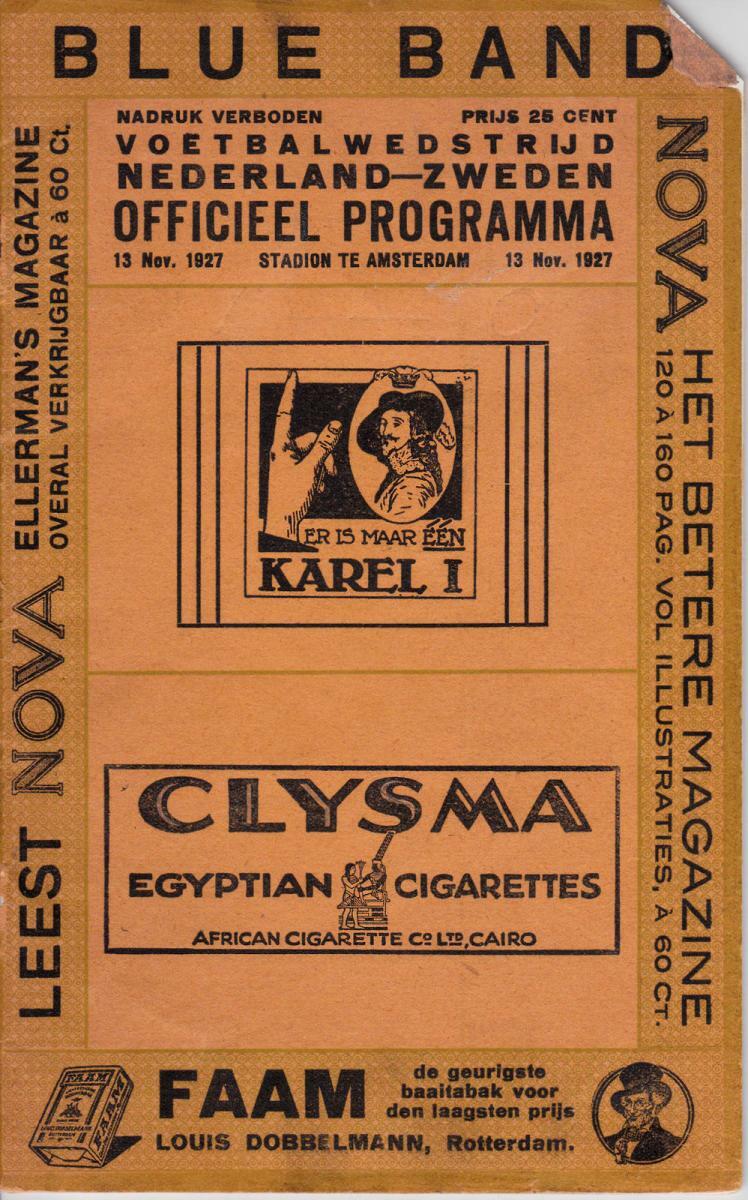 BLUE BAND
NADRUK VERBODEN PRIJS 25 CENT
VOETBALWEDSTRIJD
NEDERLAND—ZWEDEN
OFFICIEEL PROGRAMMA
13 Nov. 1927 STADION TE AMSTERDAM 13 Nov. 1927
LEEST NOVA ELLERMAN'S MAGAZINE
OVERAL VERKRIJGBAAR à 60 Ct.
NOVA HET BETERE MAGAZINE
120 À 160 PAG. VOL ILLUSTRATIES, À 60 CT.
ER IS MAAR ÉÉN
KAREL I
CLYSMA
EGYPTIAN CIGARETTES
AFRICAN CIGARETTE Co LTD, CAIRO
FAAM
FAAM
FAAM
de geurigste
baaitabak voor
den laagsten prijs
LOUIS DOBBELMANN, Rotterdam.